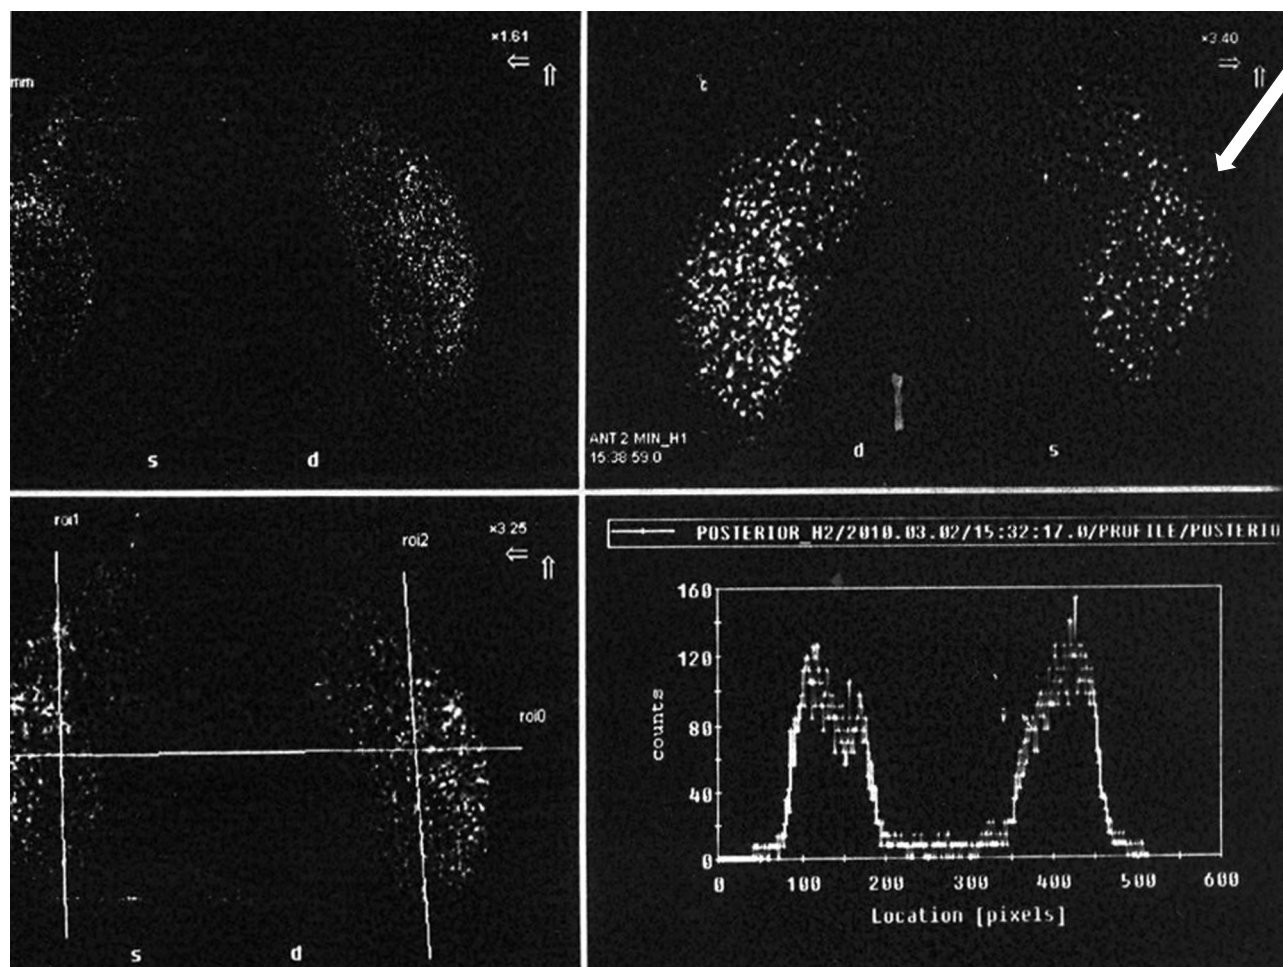 ×1.61
mm
s d
×3.40
ANT 2 MIN_H1
15:38 59.0
d s
roi1
×3 25
roi2
roi0
s d
POSTERIOR_H2/2010.03.02/15:32:17.0/PROFILE/POSTERIO
160
120
80
40
0
counts
0 100 200 300 400 500 600
Location [pixels]